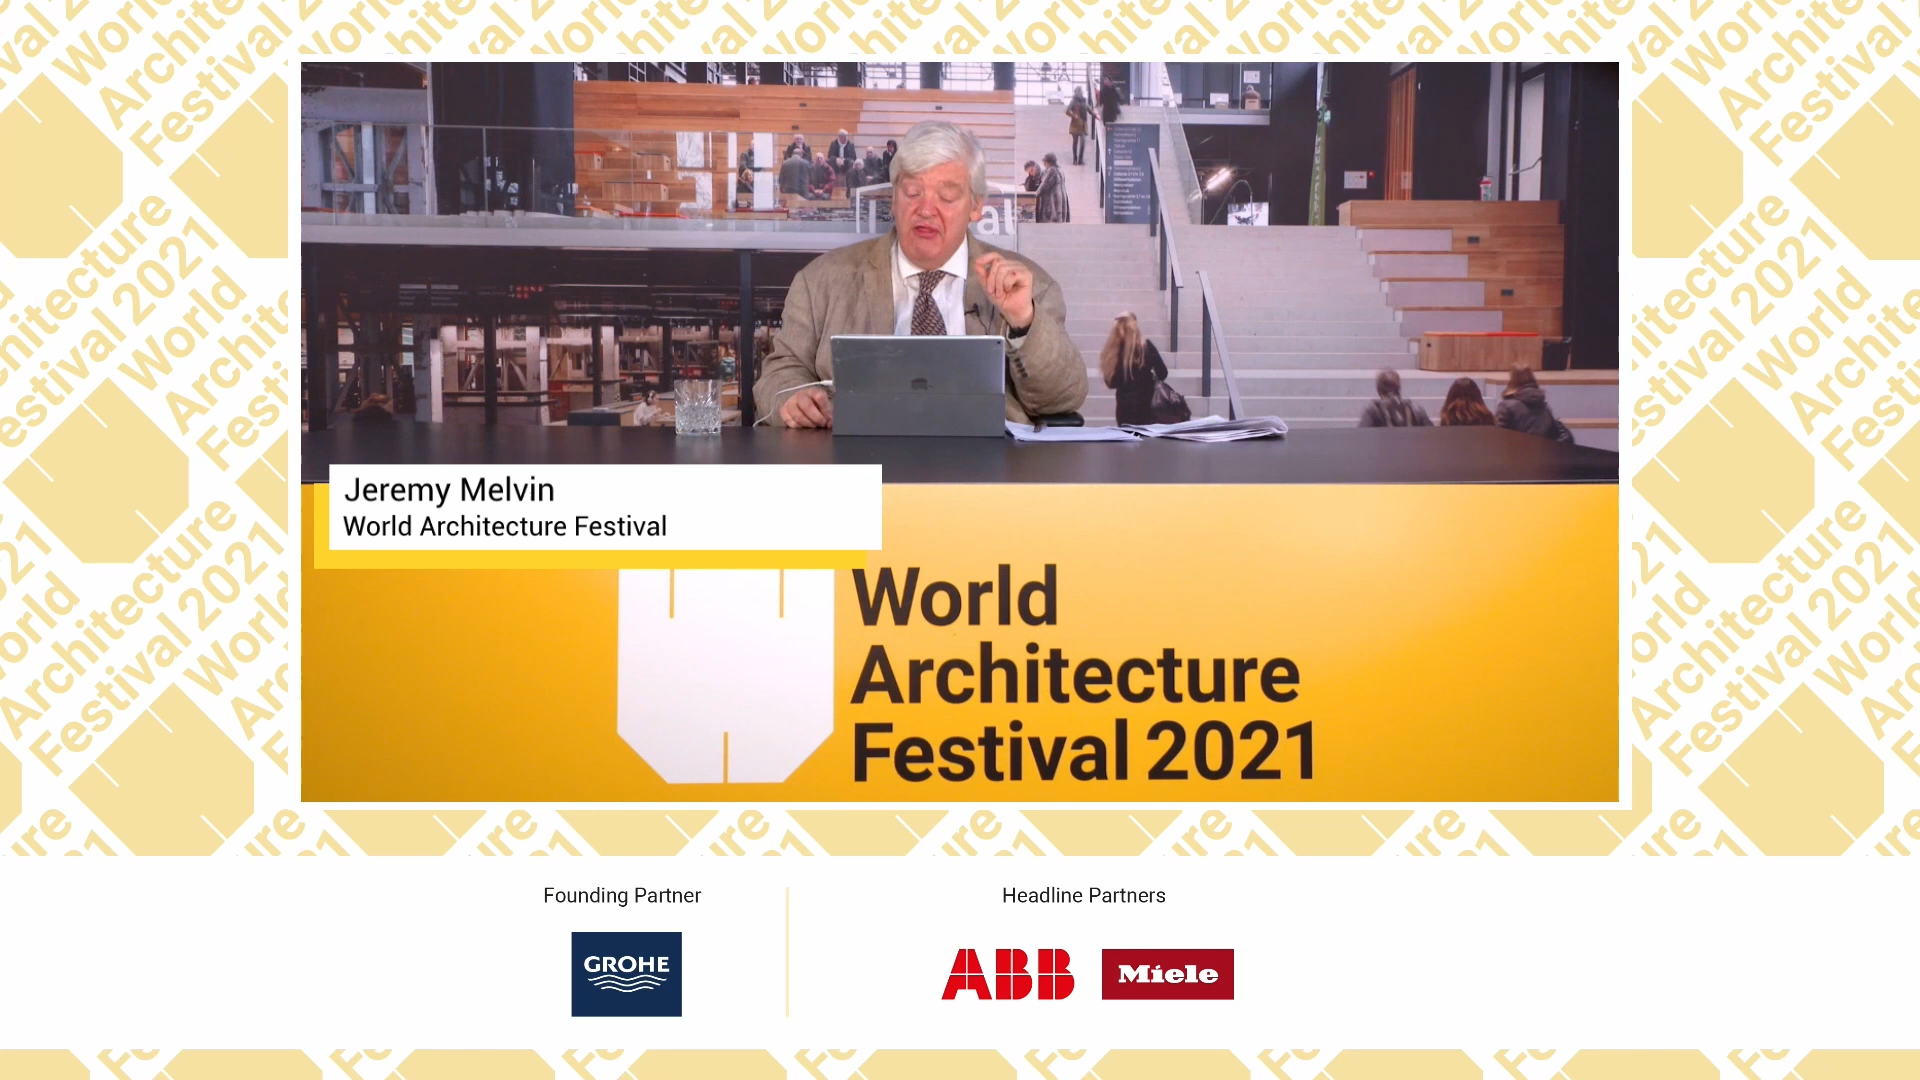 Jeremy Melvin
World Architecture Festival
World
Architecture
Festival 2021
Founding Partner
Headline Partners
GROHE
ABB
Miele